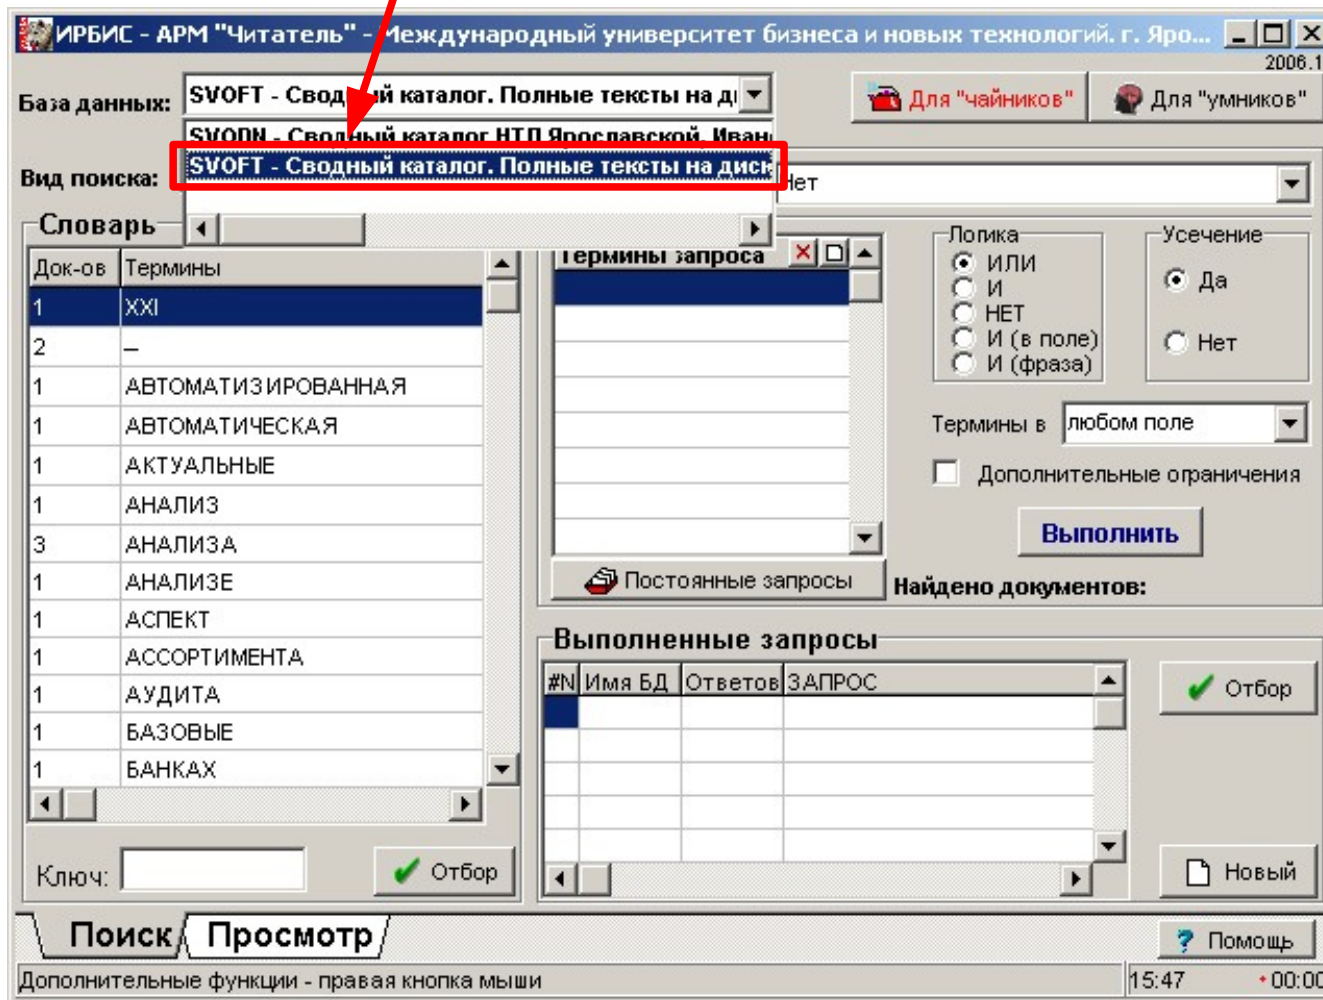 ИРБИС - АРМ "Читатель" - Международный университет бизнеса и новых технологий. г. Яро...
2006.1
База данных:
SVOFT - Сводный каталог. Полные тексты на ди
Для "чайников"
Для "умников"
SVODN - Сводный каталог НТЛ Ярославской, Иван
SVOFT - Сводный каталог. Полные тексты на диск
Вид поиска:
Нет
Словарь
Док-ов Термины
1 XXI
2 –
1 АВТОМАТИЗИРОВАННАЯ
1 АВТОМАТИЧЕСКАЯ
1 АКТУАЛЬНЫЕ
1 АНАЛИЗ
3 АНАЛИЗА
1 АНАЛИЗЕ
1 АСПЕКТ
1 АССОРТИМЕНТА
1 АУДИТА
1 БАЗОВЫЕ
1 БАНКАХ
Ключ:
Отбор
Термины запроса
Постоянные запросы
Логика
ИЛИ
И
НЕТ
И (в поле)
И (фраза)
Усечение
Да
Нет
Термины в любом поле
Дополнительные ограничения
Выполнить
Найдено документов:
Выполненные запросы
#N Имя БД Ответов ЗАПРОС
Отбор
Новый
Поиск Просмотр
Помощь
Дополнительные функции - правая кнопка мыши
15:47
00:00